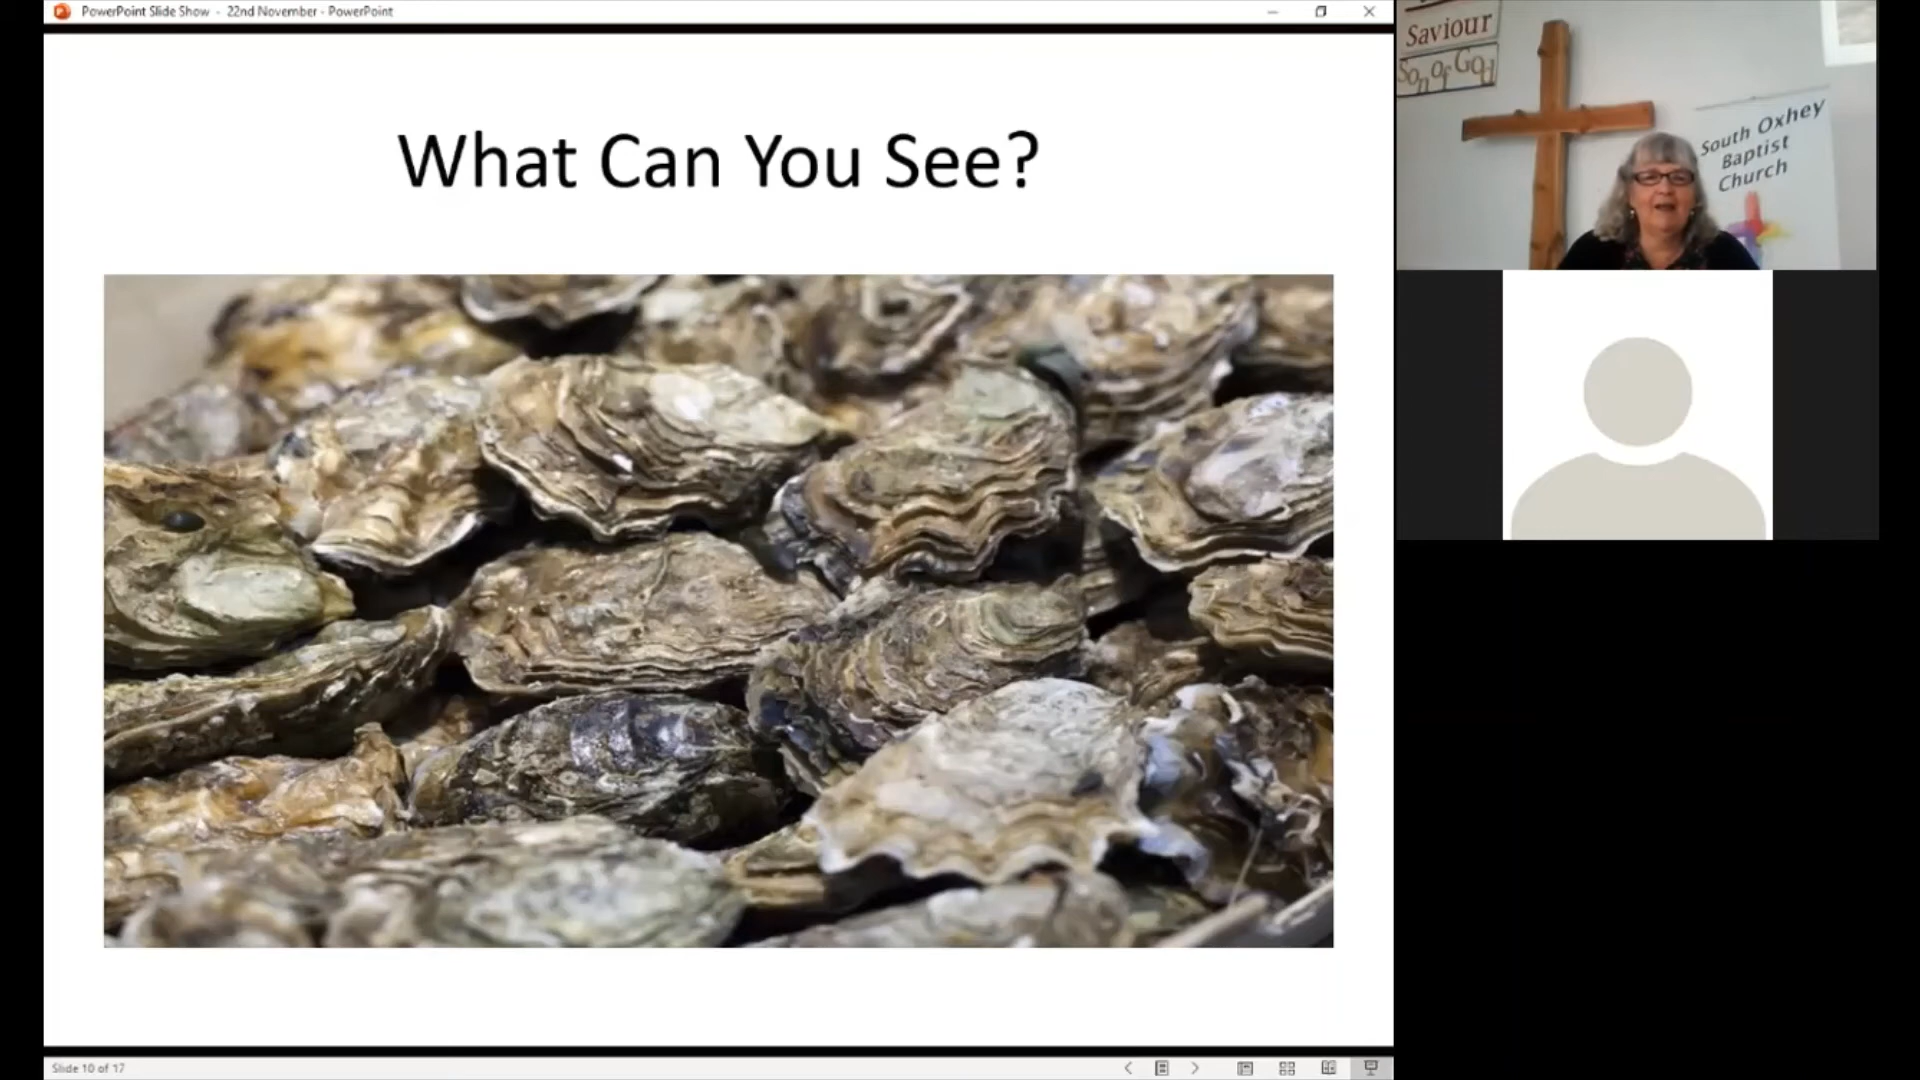 PowerPoint Slide Show - 22nd November - PowerPoint
What Can You See?
Slide 10 of 17
Saviour
Son of God
South Oxhey
Baptist
Church